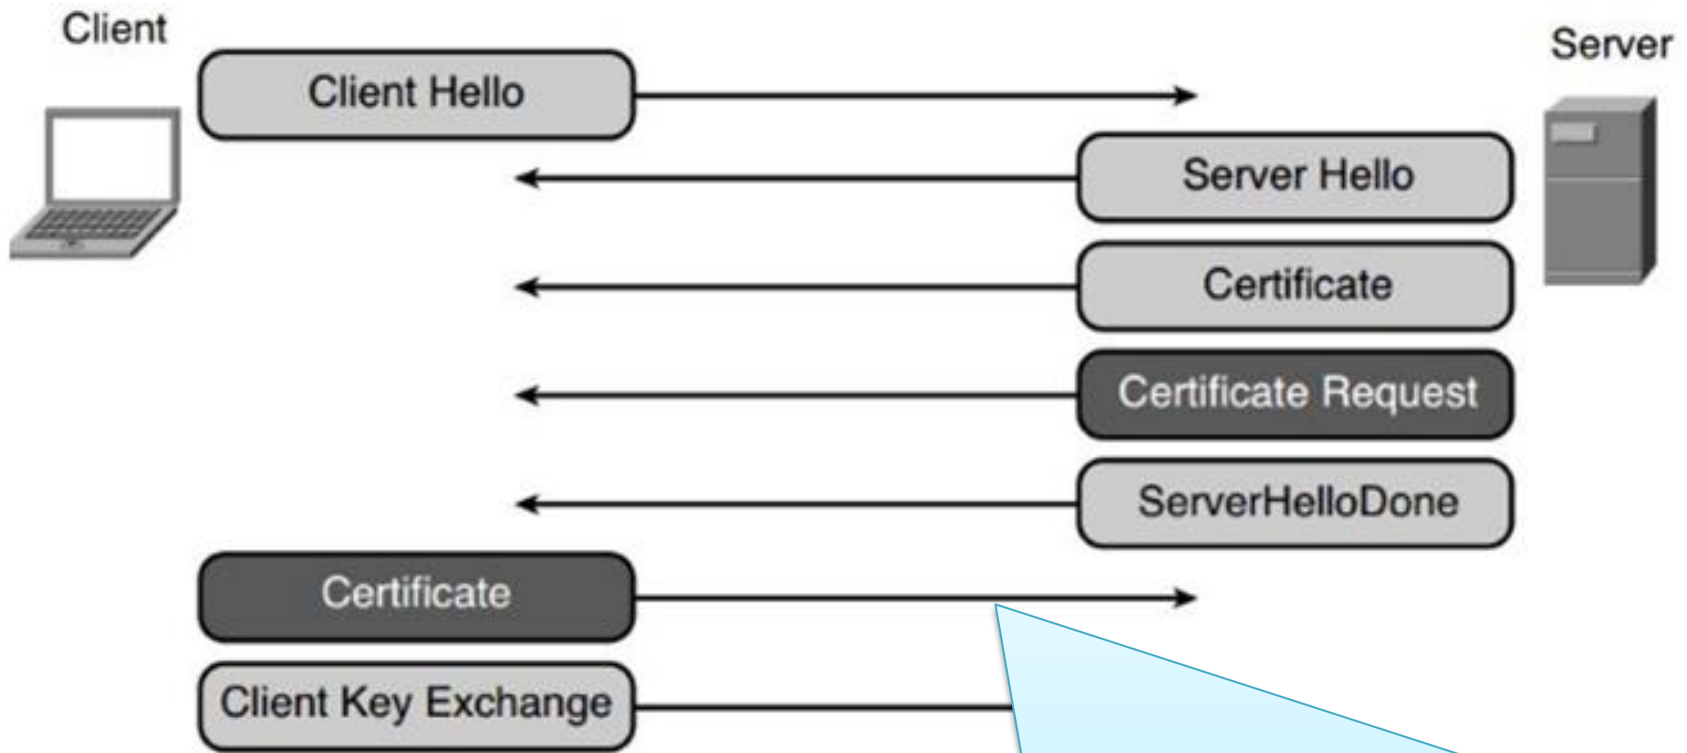 Client
Server
Client Hello
Server Hello
Certificate
Certificate Request
ServerHelloDone
Certificate
Client Key Exchange